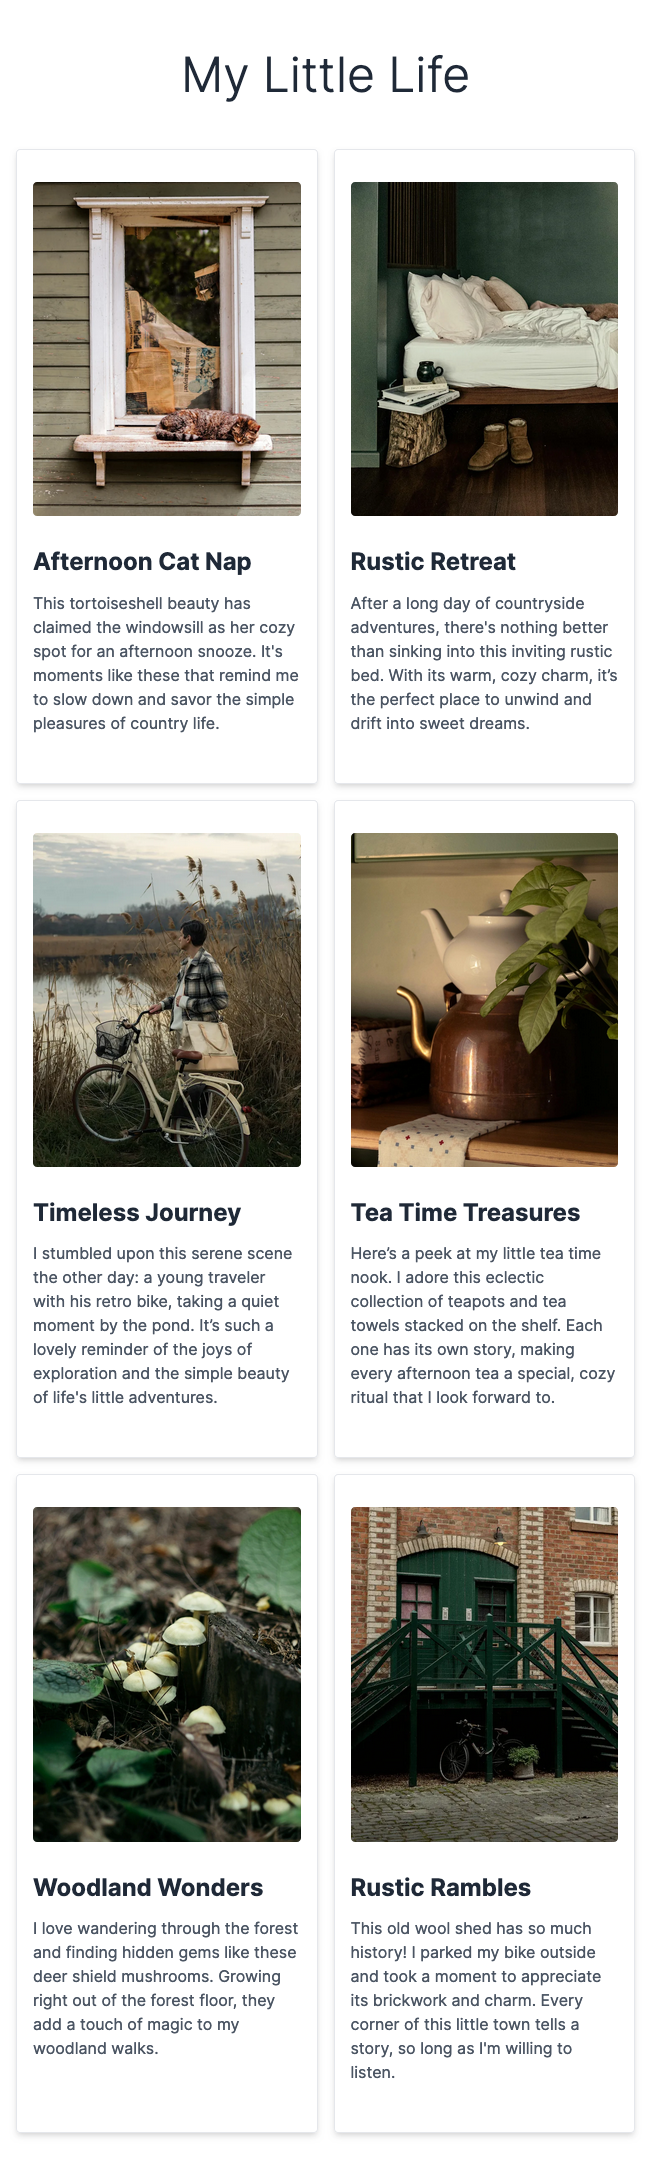 My Little Life
Afternoon Cat Nap
This tortoiseshell beauty has
claimed the windowsill as her cozy
spot for an afternoon snooze. It's
moments like these that remind me
to slow down and savor the simple
pleasures of country life.
Rustic Retreat
After a long day of countryside
adventures, there's nothing better
than sinking into this inviting rustic
bed. With its warm, cozy charm, it’s
the perfect place to unwind and
drift into sweet dreams.
Timeless Journey
I stumbled upon this serene scene
the other day: a young traveler
with his retro bike, taking a quiet
moment by the pond. It’s such a
lovely reminder of the joys of
exploration and the simple beauty
of life's little adventures.
Tea Time Treasures
Here’s a peek at my little tea time
nook. I adore this eclectic
collection of teapots and tea
towels stacked on the shelf. Each
one has its own story, making
every afternoon tea a special, cozy
ritual that I look forward to.
Woodland Wonders
I love wandering through the forest
and finding hidden gems like these
deer shield mushrooms. Growing
right out of the forest floor, they
add a touch of magic to my
woodland walks.
Rustic Rambles
This old wool shed has so much
history! I parked my bike outside
and took a moment to appreciate
its brickwork and charm. Every
corner of this little town tells a
story, so long as I'm willing to
listen.